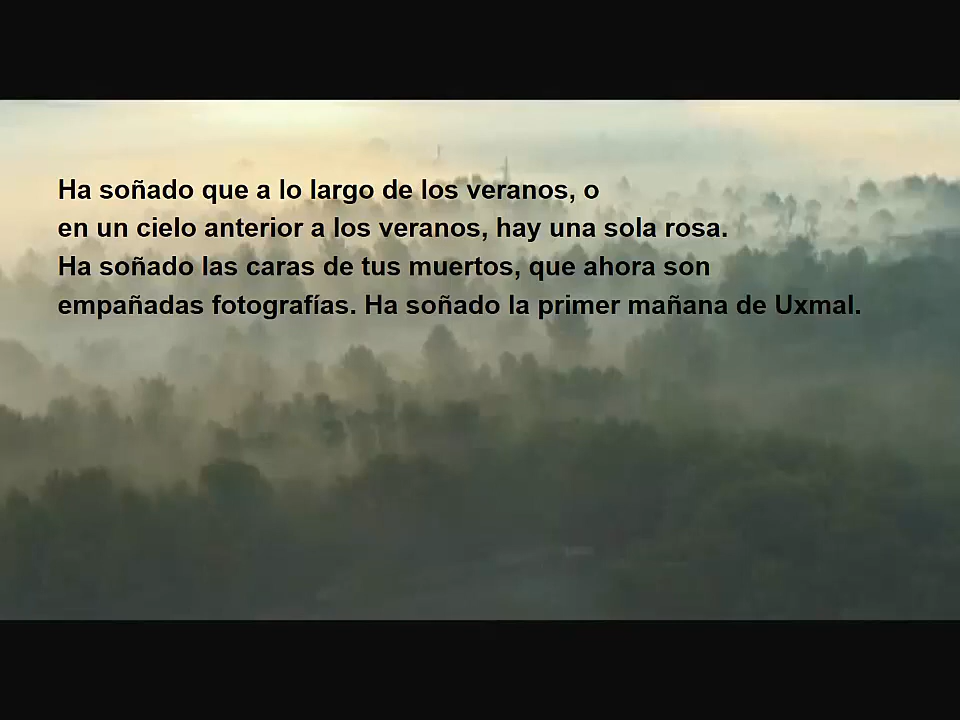 Ha soñado que a lo largo de los veranos, o
en un cielo anterior a los veranos, hay una sola rosa.
Ha soñado las caras de tus muertos, que ahora son
empañadas fotografías. Ha soñado la primer mañana de Uxmal.